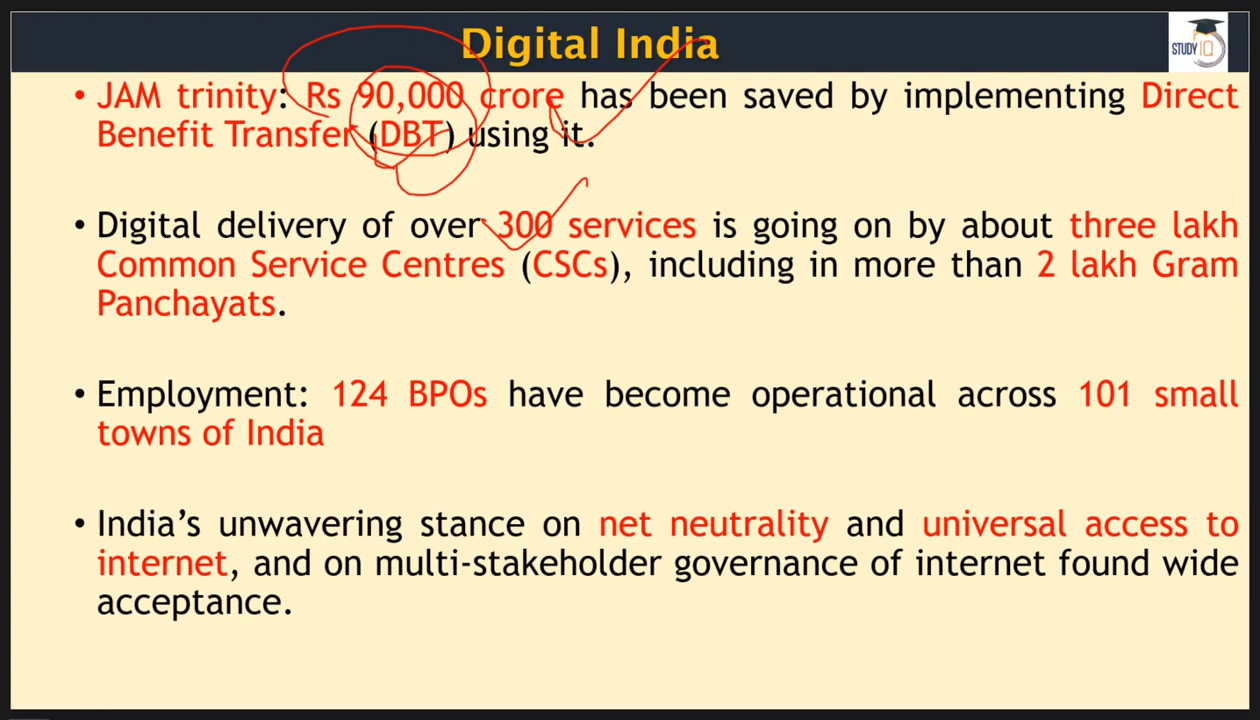 Digital India
STUDY IQ
• JAM trinity: Rs 90,000 crore has been saved by implementing Direct
Benefit Transfer (DBT) using it.
• Digital delivery of over 300 services is going on by about three lakh
Common Service Centres (CSCs), including in more than 2 lakh Gram
Panchayats.
• Employment: 124 BPOs have become operational across 101 small
towns of India
• India’s unwavering stance on net neutrality and universal access to
internet, and on multi-stakeholder governance of internet found wide
acceptance.